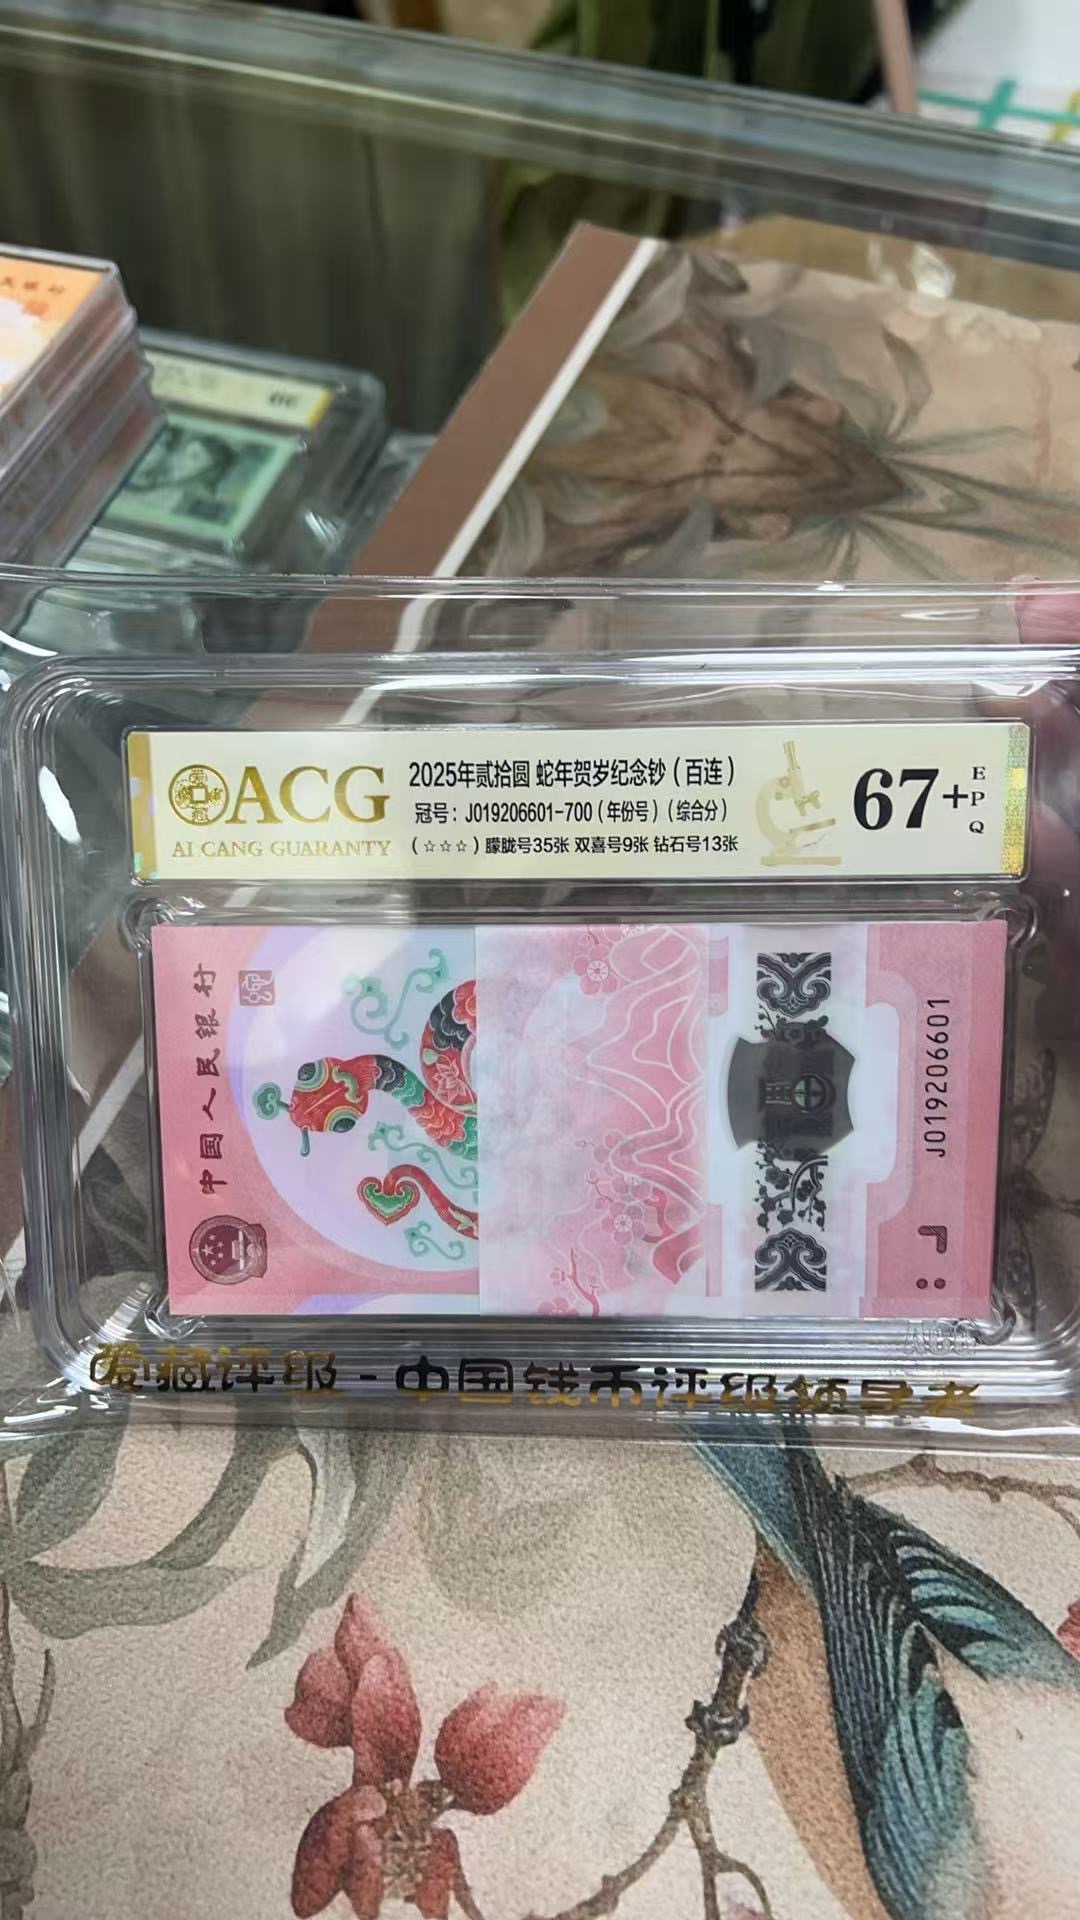 ACG
AI CANG GUARANTY
2025年贰拾圆 蛇年贺岁纪念钞（百连）
冠号：J019206601-700（年份号）（综合分）
（☆☆☆）朦胧号35张 双喜号9张 钻石号13张
67+
EPQ
中国人民银行
J019206601
爱藏评级-中国钱币评级领导者